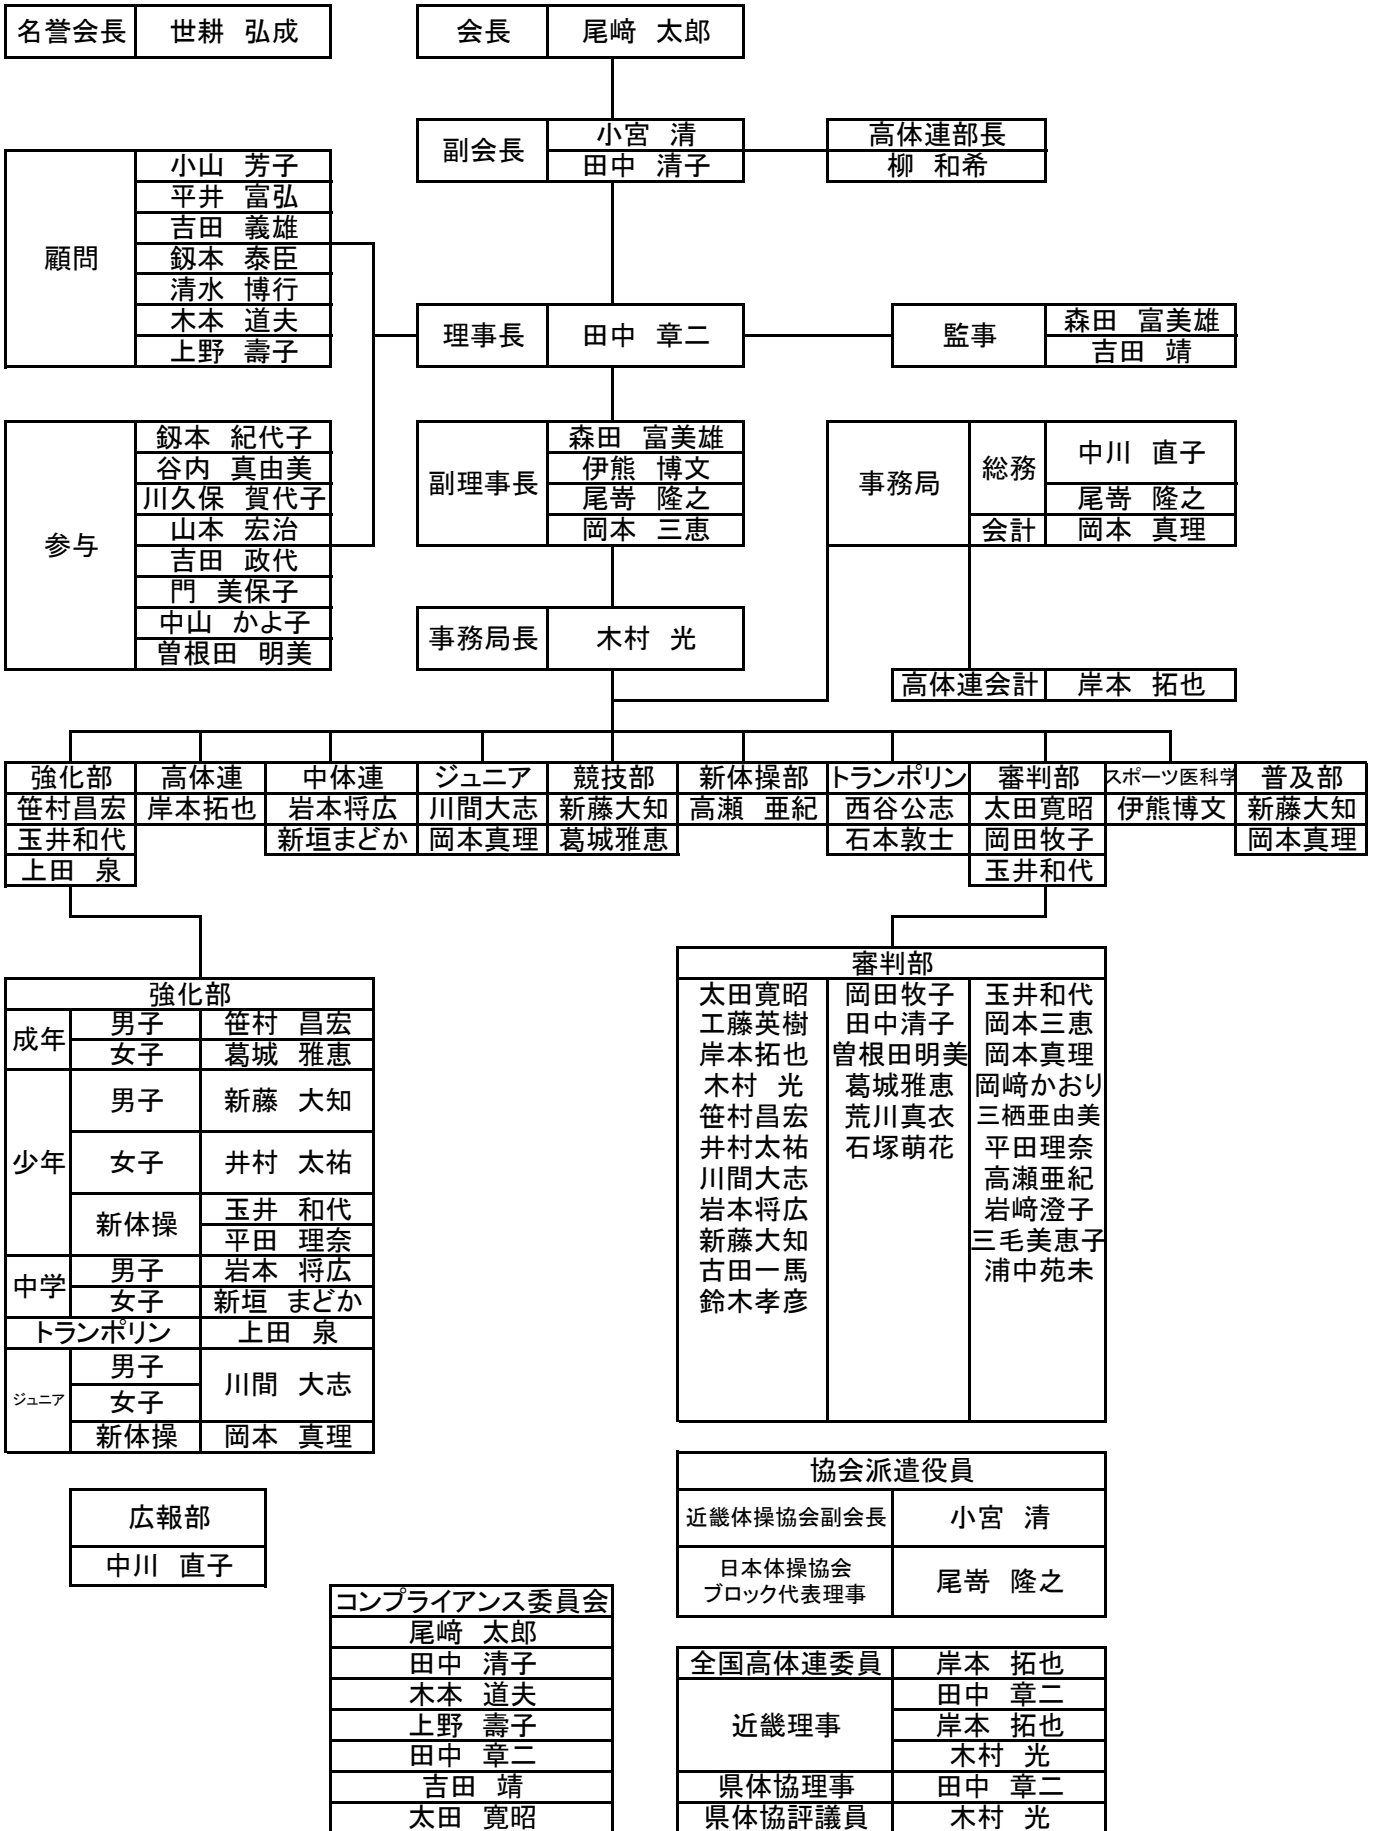 名誉会長 世耕 弘成
会長 尾﨑 太郎
副会長 小宮 清
田中 清子
高体連部長
柳 和希
顧問
小山 芳子
平井 富弘
吉田 義雄
釼本 泰臣
清水 博行
木本 道夫
上野 壽子
理事長 田中 章二
監事 森田 富美雄
吉田 靖
参与
釼本 紀代子
谷内 真由美
川久保 賀代子
山本 宏治
吉田 政代
門 美保子
中山 かよ子
曽根田 明美
副理事長
森田 富美雄
伊熊 博文
尾嵜 隆之
岡本 三恵
事務局
総務 中川 直子
尾嵜 隆之
会計 岡本 真理
事務局長 木村 光
高体連会計 岸本 拓也
強化部 高体連 中体連 ジュニア 競技部 新体操部 トランポリン 審判部 スポーツ医科学 普及部
笹村昌宏 岸本拓也 岩本将広 川間大志 新藤大知 高瀬 亜紀 西谷公志 太田寛昭 伊熊博文 新藤大知
玉井和代 新垣まどか 岡本真理 葛城雅恵 石本敦士 岡田牧子 岡本真理
上田 泉 玉井和代
強化部
成年 男子 笹村 昌宏
女子 葛城 雅恵
少年 男子 新藤 大知
女子 井村 太祐
新体操 玉井 和代
平田 理奈
中学 男子 岩本 将広
女子 新垣 まどか
トランポリン 上田 泉
ジュニア 男子 川間 大志
女子
新体操 岡本 真理
審判部
太田寛昭 岡田牧子 玉井和代
工藤英樹 田中清子 岡本三恵
岸本拓也 曽根田明美 岡本真理
木村 光 葛城雅恵 岡﨑かおり
笹村昌宏 荒川真衣 三栖亜由美
井村太祐 石塚萌花 平田理奈
川間大志 高瀬亜紀
岩本将広 岩﨑澄子
新藤大知 三毛美恵子
古田一馬 浦中苑未
鈴木孝彦
広報部
中川 直子
協会派遣役員
近畿体操協会副会長 小宮 清
日本体操協会
ブロック代表理事 尾嵜 隆之
コンプライアンス委員会
尾﨑 太郎
田中 清子
木本 道夫
上野 壽子
田中 章二
吉田 靖
太田 寛昭
全国高体連委員 岸本 拓也
近畿理事 田中 章二
岸本 拓也
木村 光
県体協理事 田中 章二
県体協評議員 木村 光